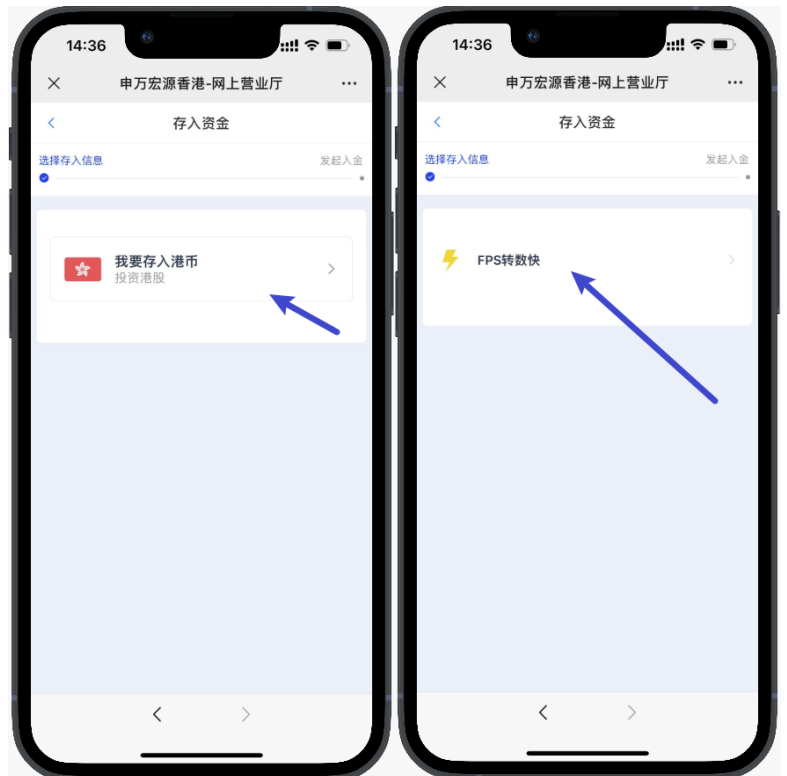 14:36
申万宏源香港-网上营业厅
存入资金
选择存入信息
发起入金
我要存入港币
投资港股
14:36
申万宏源香港-网上营业厅
存入资金
选择存入信息
发起入金
FPS转数快